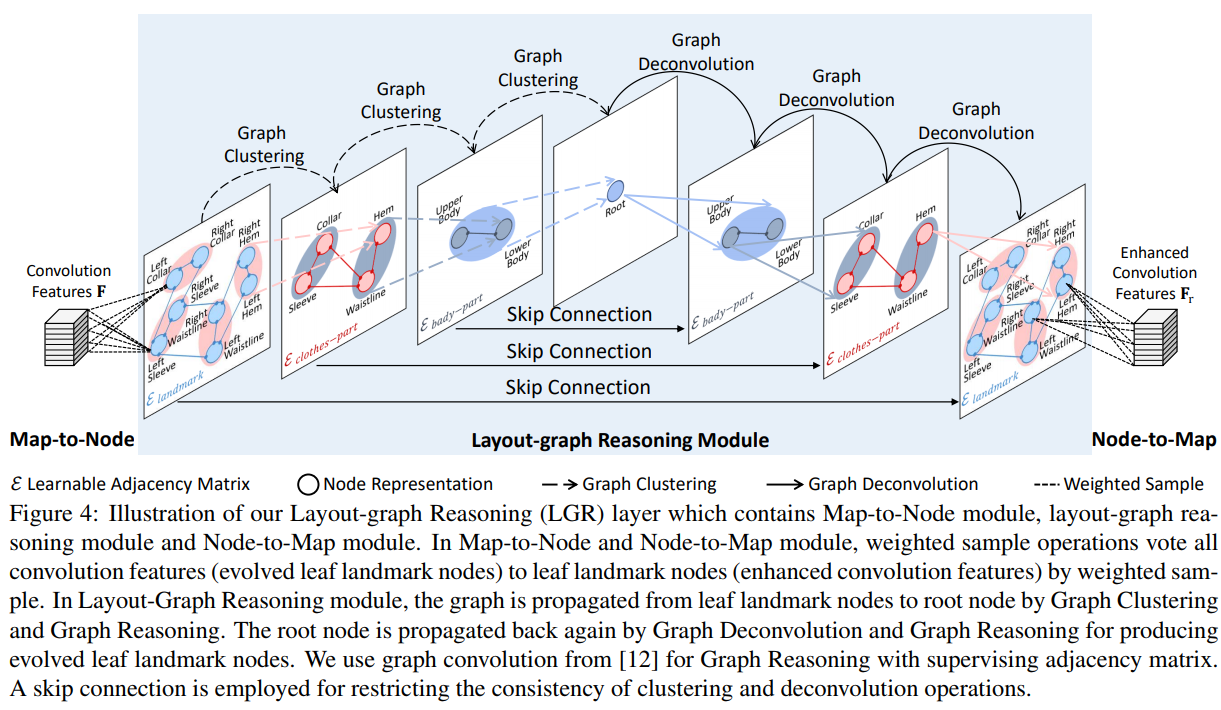 Graph
Deconvolution
Graph
Clustering
Graph
Deconvolution
Graph
Clustering
Graph
Deconvolution
Graph
Clustering
Convolution
Features F
Left
Collar
Right
Collar
Right
Hem
Right
Sleeve
Right
Waistline
Left
Hem
Left
Waistline
Left
Sleeve
ℰ landmark
Collar
Hem
Sleeve
Waistline
ℰ clothes−part
Upper
Body
Lower
Body
ℰ body−part
Root
Upper
Body
Lower
Body
ℰ body−part
Collar
Hem
Sleeve
Waistline
ℰ clothes−part
Left
Collar
Right
Collar
Right
Hem
Right
Sleeve
Right
Waistline
Left
Hem
Left
Waistline
Left
Sleeve
ℰ landmark
Enhanced
Convolution
Features Fr
Skip Connection
Skip Connection
Skip Connection
Map-to-Node
Layout-graph Reasoning Module
Node-to-Map
ℰ Learnable Adjacency Matrix
Node Representation
Graph Clustering
Graph Deconvolution
Weighted Sample
Figure 4: Illustration of our Layout-graph Reasoning (LGR) layer which contains Map-to-Node module, layout-graph rea-
soning module and Node-to-Map module. In Map-to-Node and Node-to-Map module, weighted sample operations vote all
convolution features (evolved leaf landmark nodes) to leaf landmark nodes (enhanced convolution features) by weighted sam-
ple. In Layout-Graph Reasoning module, the graph is propagated from leaf landmark nodes to root node by Graph Clustering
and Graph Reasoning. The root node is propagated back again by Graph Deconvolution and Graph Reasoning for producing
evolved leaf landmark nodes. We use graph convolution from [12] for Graph Reasoning with supervising adjacency matrix.
A skip connection is employed for restricting the consistency of clustering and deconvolution operations.